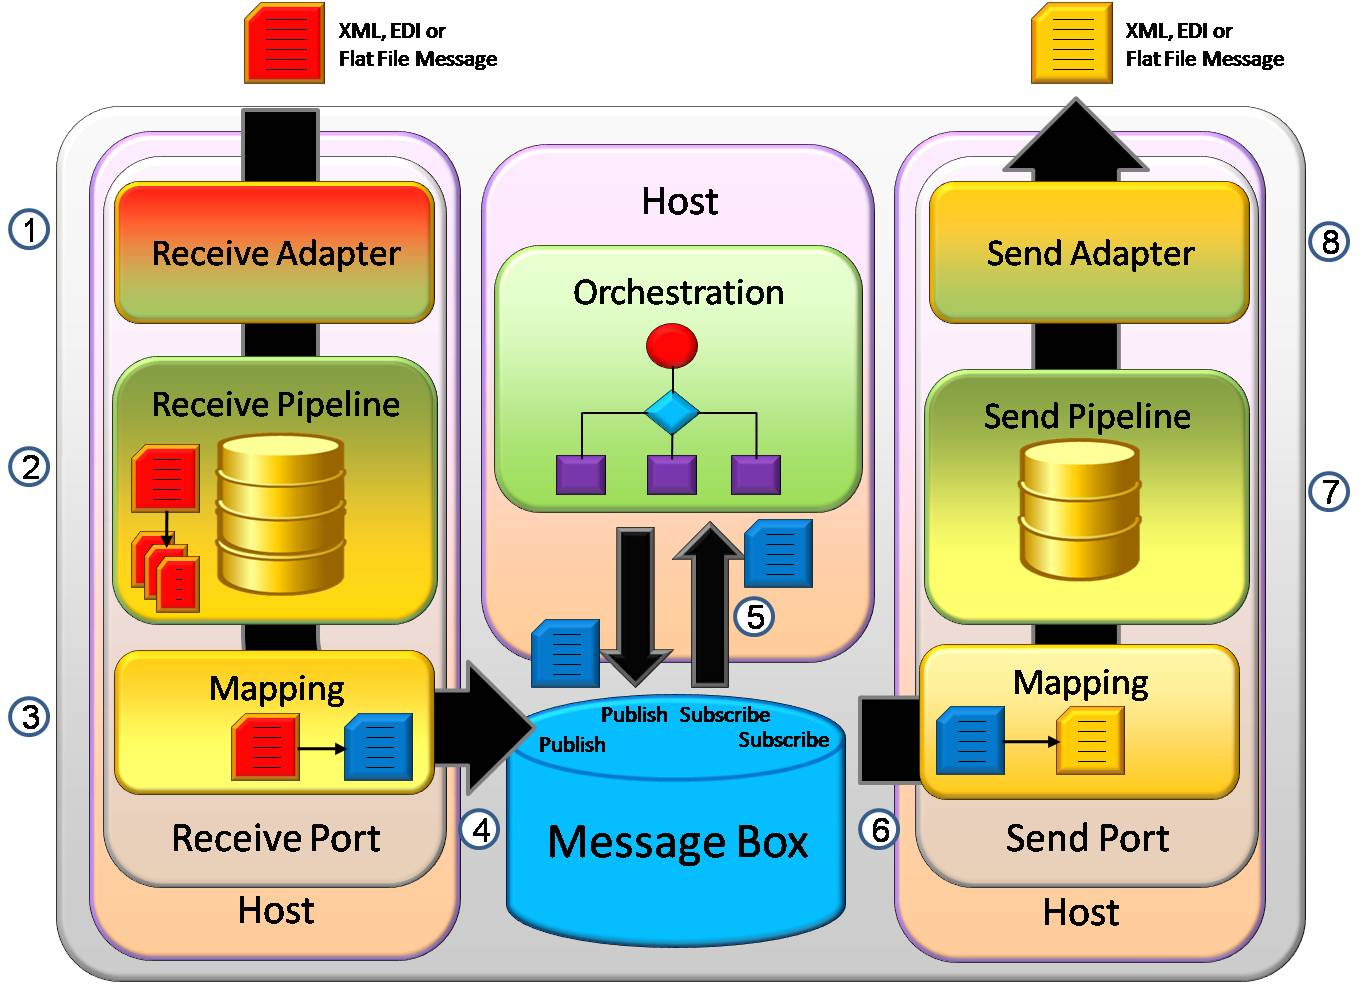 XML, EDI or
Flat File Message
XML, EDI or
Flat File Message
1
Receive Adapter
2
Receive Pipeline
3
Mapping
Receive Port
Host
4
Host
Orchestration
5
Publish Subscribe
Publish
Subscribe
Message Box
6
8
Send Adapter
7
Send Pipeline
Mapping
Send Port
Host